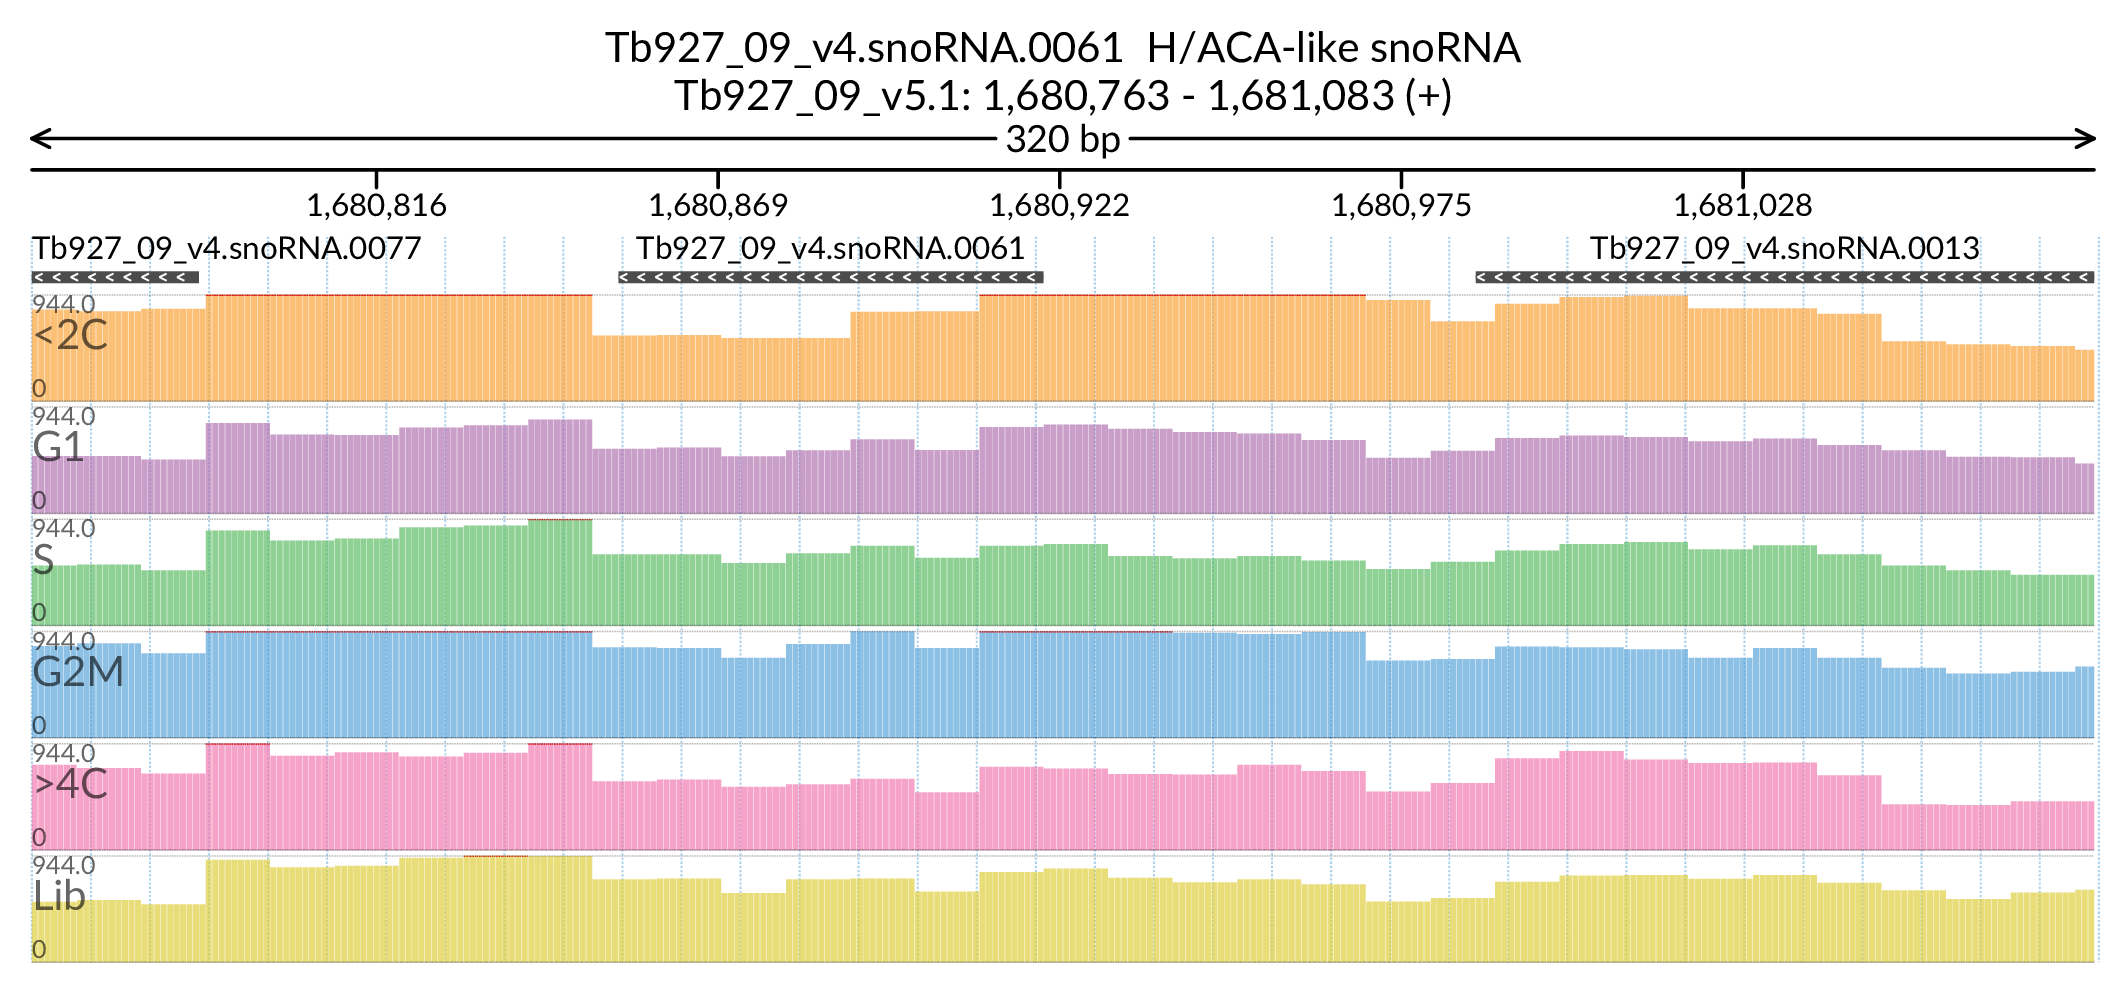 Tb927_09_v4.snoRNA.0061  H/ACA-like snoRNA
Tb927_09_v5.1: 1,680,763 - 1,681,083 (+)
320 bp
1,680,816 1,680,869 1,680,922 1,680,975 1,681,028
Tb927_09_v4.snoRNA.0077 Tb927_09_v4.snoRNA.0061 Tb927_09_v4.snoRNA.0013
944.0
<2C
0
944.0
G1
0
944.0
S
0
944.0
G2M
0
944.0
>4C
0
944.0
Lib
0